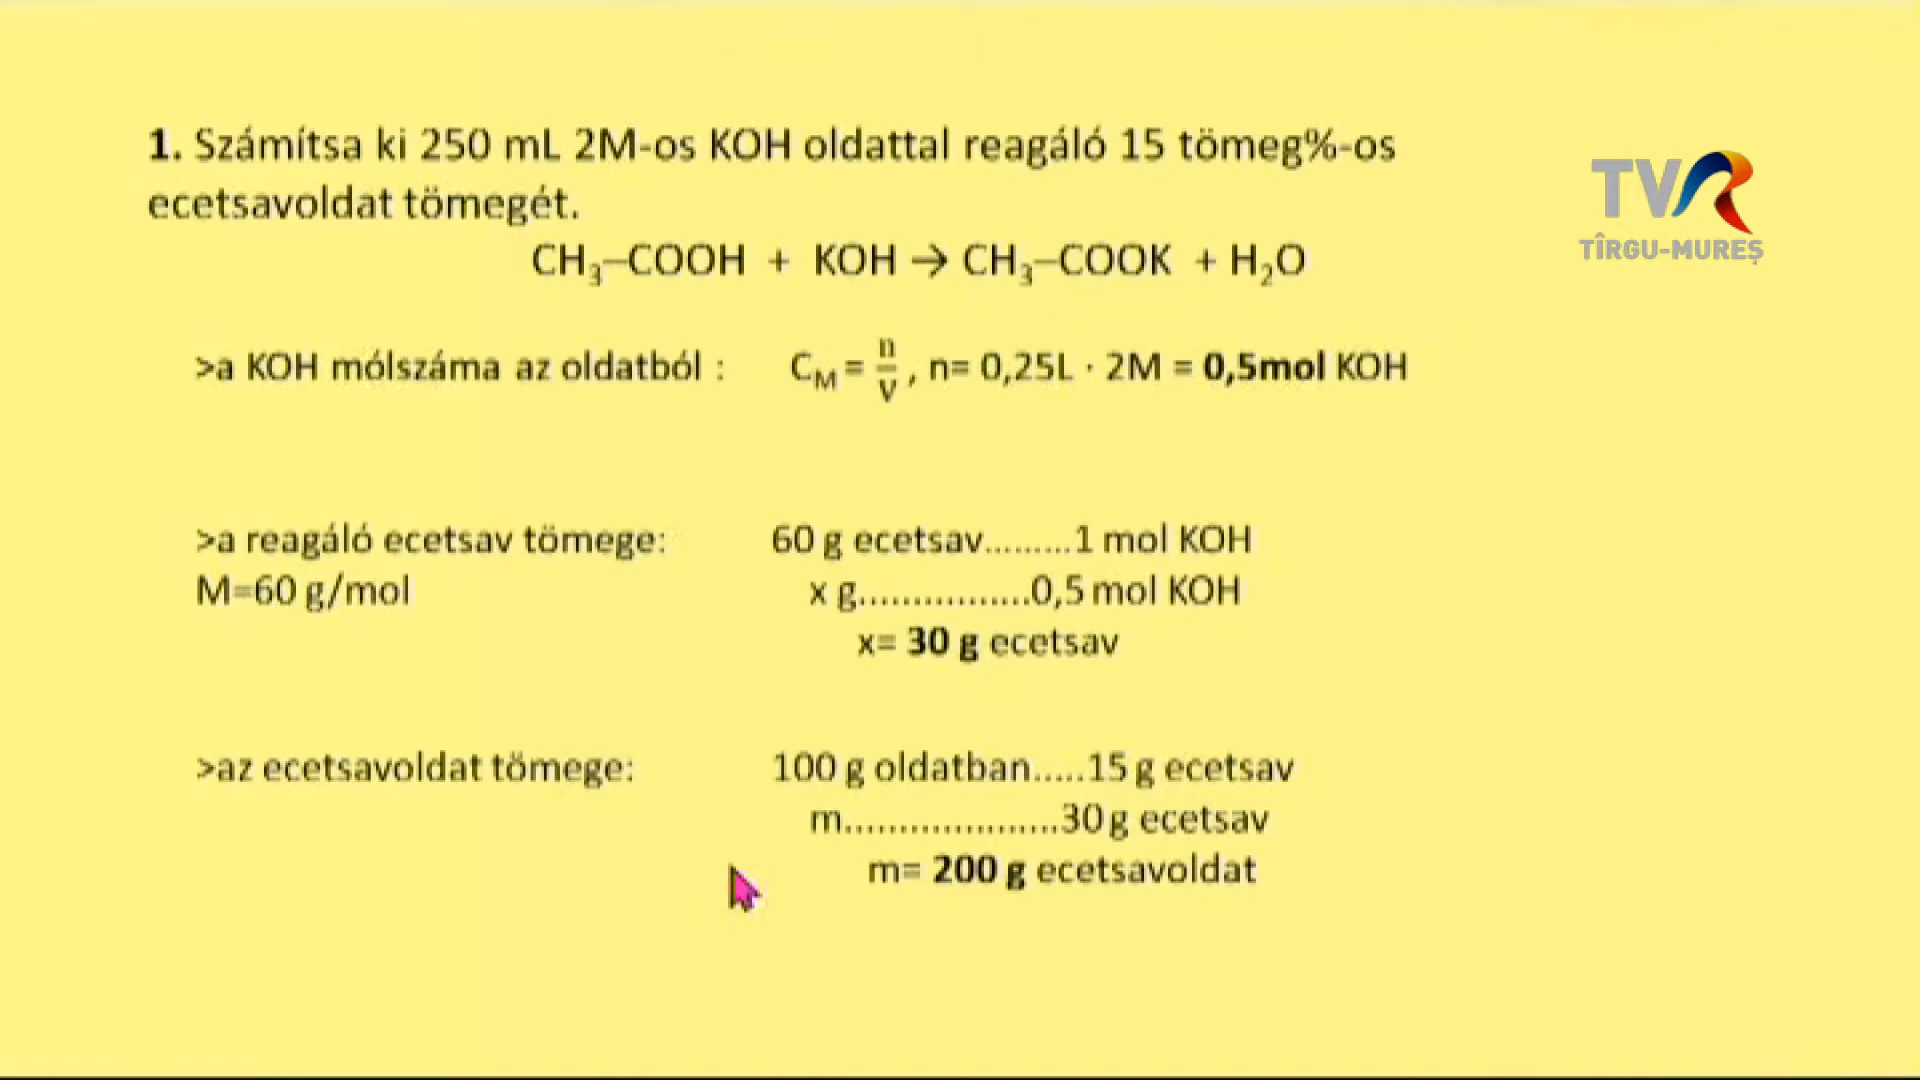 1. Számítsa ki 250 mL 2M-os KOH oldattal reagáló 15 tömeg%-os
ecetsavoldat tömegét.
CH₃–COOH + KOH → CH₃–COOK + H₂O
TVR
TÎRGU-MUREȘ
>a KOH mólszáma az oldatból : C_M = n/V , n= 0,25L · 2M = 0,5mol KOH
>a reagáló ecetsav tömege: 60 g ecetsav.........1 mol KOH
M=60 g/mol x g................0,5 mol KOH
x= 30 g ecetsav
>az ecetsavoldat tömege: 100 g oldatban.....15 g ecetsav
m....................30 g ecetsav
m= 200 g ecetsavoldat